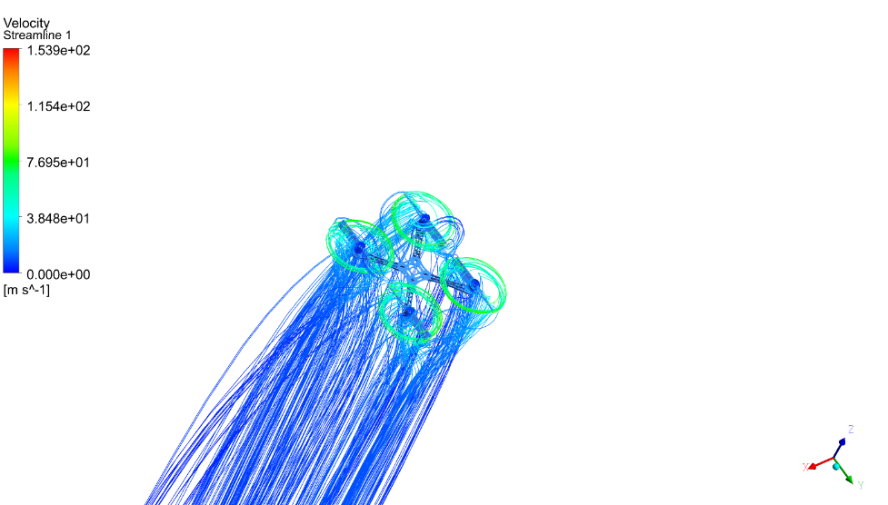 Velocity
Streamline 1
1.539e+02
1.154e+02
7.695e+01
3.848e+01
0.000e+00
[m s^-1]
Z
X
Y